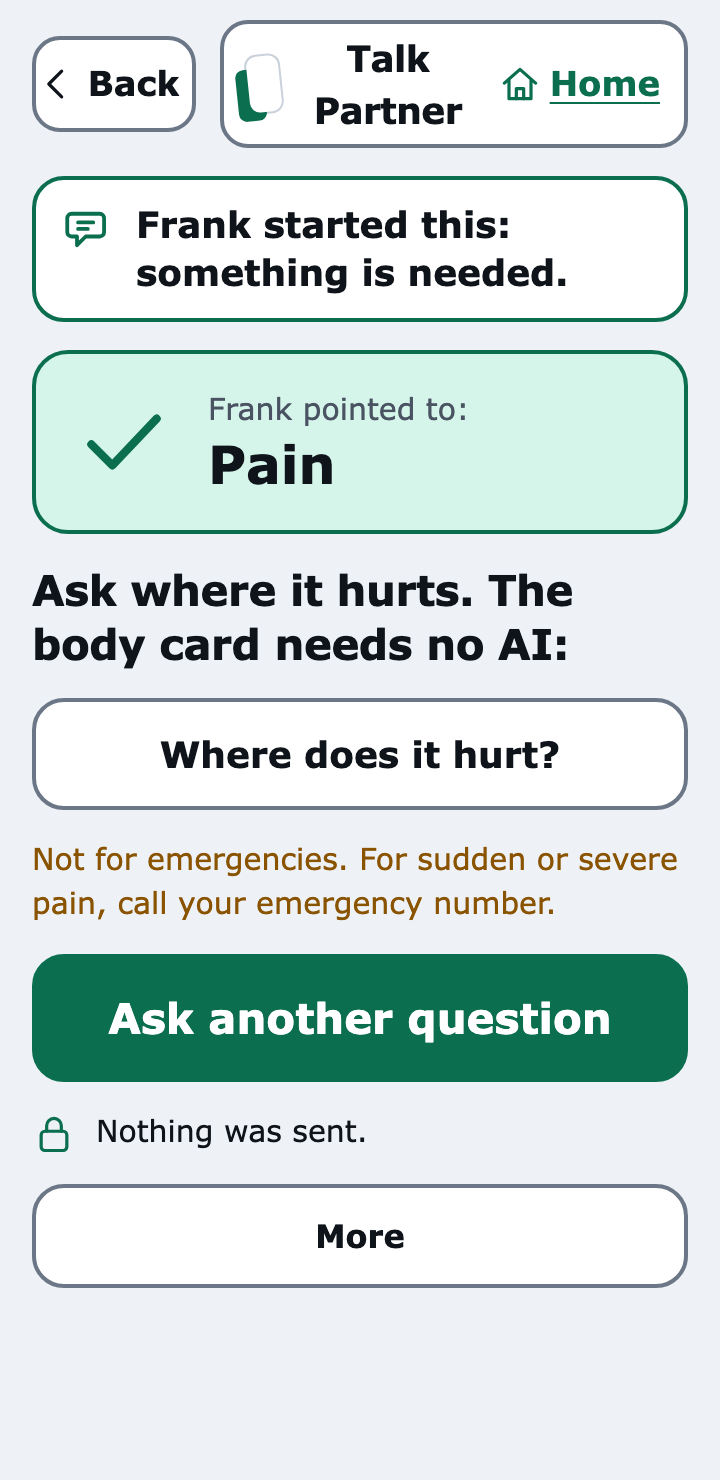 Back
Talk
Partner
Home
Frank started this:
something is needed.
Frank pointed to:
Pain
Ask where it hurts. The
body card needs no AI:
Where does it hurt?
Not for emergencies. For sudden or severe
pain, call your emergency number.
Ask another question
Nothing was sent.
More